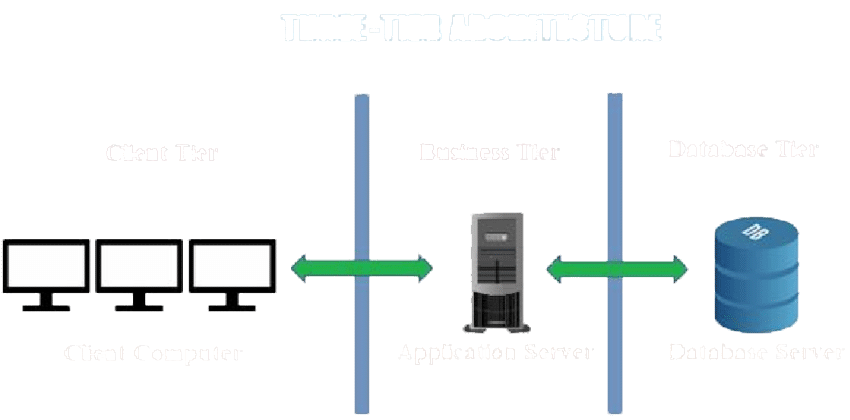 THREE-TIER ARCHITECTURE
Client Tier
Business Tier
Database Tier
DB
Client Computer
Application Server
Database Server